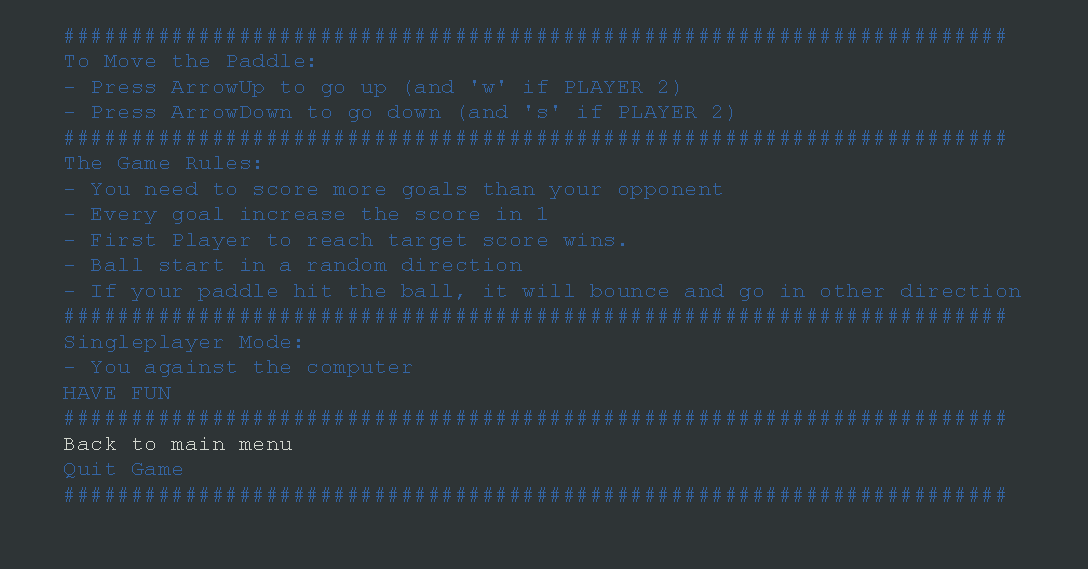 ######################################################################
To Move the Paddle:
- Press ArrowUp to go up (and 'w' if PLAYER 2)
- Press ArrowDown to go down (and 's' if PLAYER 2)
######################################################################
The Game Rules:
- You need to score more goals than your opponent
- Every goal increase the score in 1
- First Player to reach target score wins.
- Ball start in a random direction
- If your paddle hit the ball, it will bounce and go in other direction
######################################################################
Singleplayer Mode:
- You against the computer
HAVE FUN
######################################################################
Back to main menu
Quit Game
######################################################################